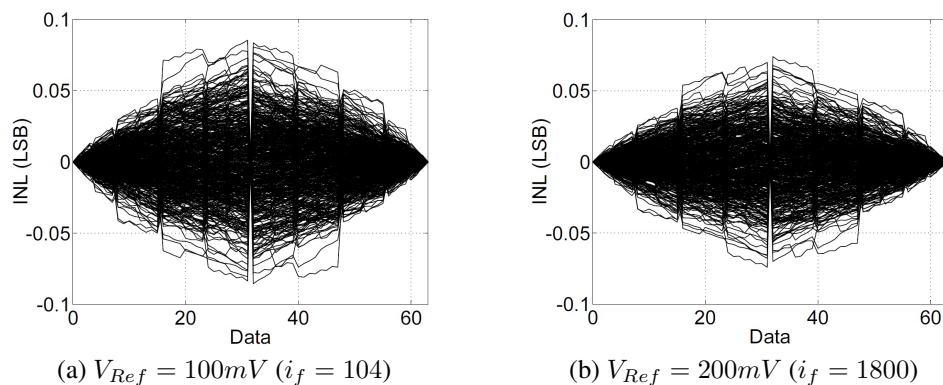 0.1
0.05
0
-0.05
-0.1
INL (LSB)
0 20 40 60
Data
(a) V_{Ref} = 100mV (i_f = 104)
0.1
0.05
0
-0.05
-0.1
INL (LSB)
0 20 40 60
Data
(b) V_{Ref} = 200mV (i_f = 1800)